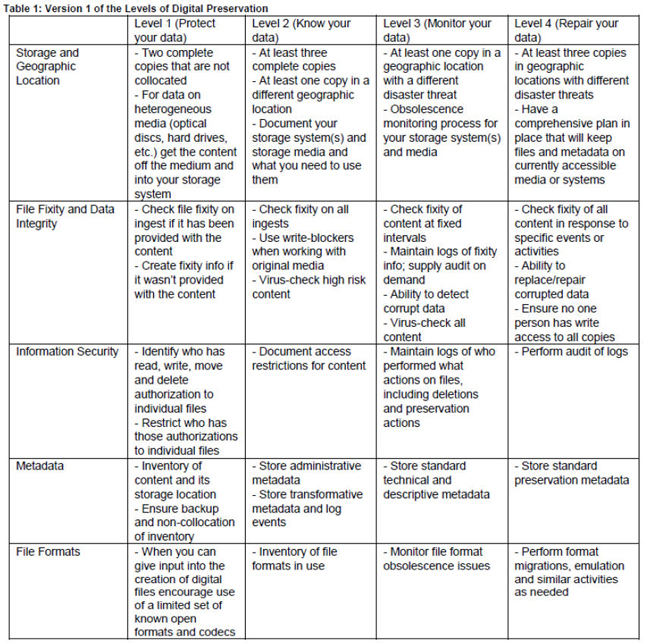 Table 1: Version 1 of the Levels of Digital Preservation
Level 1 (Protect
your data)
Level 2 (Know your
data)
Level 3 (Monitor your
data)
Level 4 (Repair your
data)
Storage and
Geographic
Location
- Two complete
copies that are not
collocated
- For data on
heterogeneous
media (optical
discs, hard drives,
etc.) get the content
off the medium and
into your storage
system
- At least three
complete copies
- At least one copy in a
different geographic
location
- Document your
storage system(s) and
storage media and
what you need to use
them
- At least one copy in a
geographic location
with a different
disaster threat
- Obsolescence
monitoring process for
your storage system(s)
and media
- At least three copies
in geographic
locations with different
disaster threats
- Have a
comprehensive plan in
place that will keep
files and metadata on
currently accessible
media or systems
File Fixity and Data
Integrity
- Check file fixity on
ingest if it has been
provided with the
content
- Create fixity info if
it wasn't provided
with the content
- Check fixity on all
ingests
- Use write-blockers
when working with
original media
- Virus-check high risk
content
- Check fixity of
content at fixed
intervals
- Maintain logs of fixity
info; supply audit on
demand
- Ability to detect
corrupt data
- Virus-check all
content
- Check fixity of all
content in response to
specific events or
activities
- Ability to
replace/repair
corrupted data
- Ensure no one
person has write
access to all copies
Information Security
- Identify who has
read, write, move
and delete
authorization to
individual files
- Restrict who has
those authorizations
to individual files
- Document access
restrictions for content
- Maintain logs of who
performed what
actions on files,
including deletions
and preservation
actions
- Perform audit of logs
Metadata
- Inventory of
content and its
storage location
- Ensure backup
and non-collocation
of inventory
- Store administrative
metadata
- Store transformative
metadata and log
events
- Store standard
technical and
descriptive metadata
- Store standard
preservation metadata
File Formats
- When you can
give input into the
creation of digital
files encourage use
of a limited set of
known open
formats and codecs
- Inventory of file
formats in use
- Monitor file format
obsolescence issues
- Perform format
migrations, emulation
and similar activities
as needed